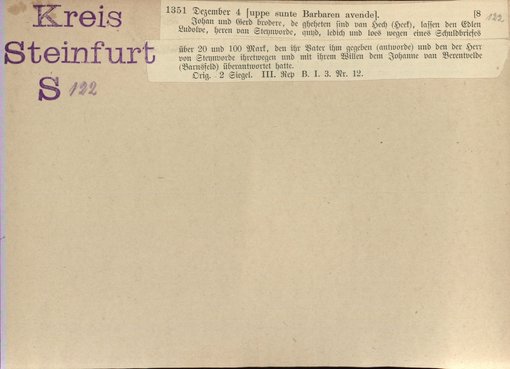 Kreis
Steinfurt
S 122
1351 Dezember 4 [uppe sunte Barbaren avende]. [8
122
Johan und Gerd brodere, de gheheten sind van Hech (Heek), lassen den Edlen
Ludolve, heren van Steynvorde, qwyd, ledich und loes wegen eines Schuldbriefes
über 20 und 100 Mark, den ihr Vater ihm gegeben (antworde) und den der Herr
von Steynvorde ihretwegen und mit ihrem Willen dem Johanne van Berentvelde
(Barnsfeld) überantwortet hatte.
Orig. 2 Siegel. III. Rep B. I. 3. Nr. 12.